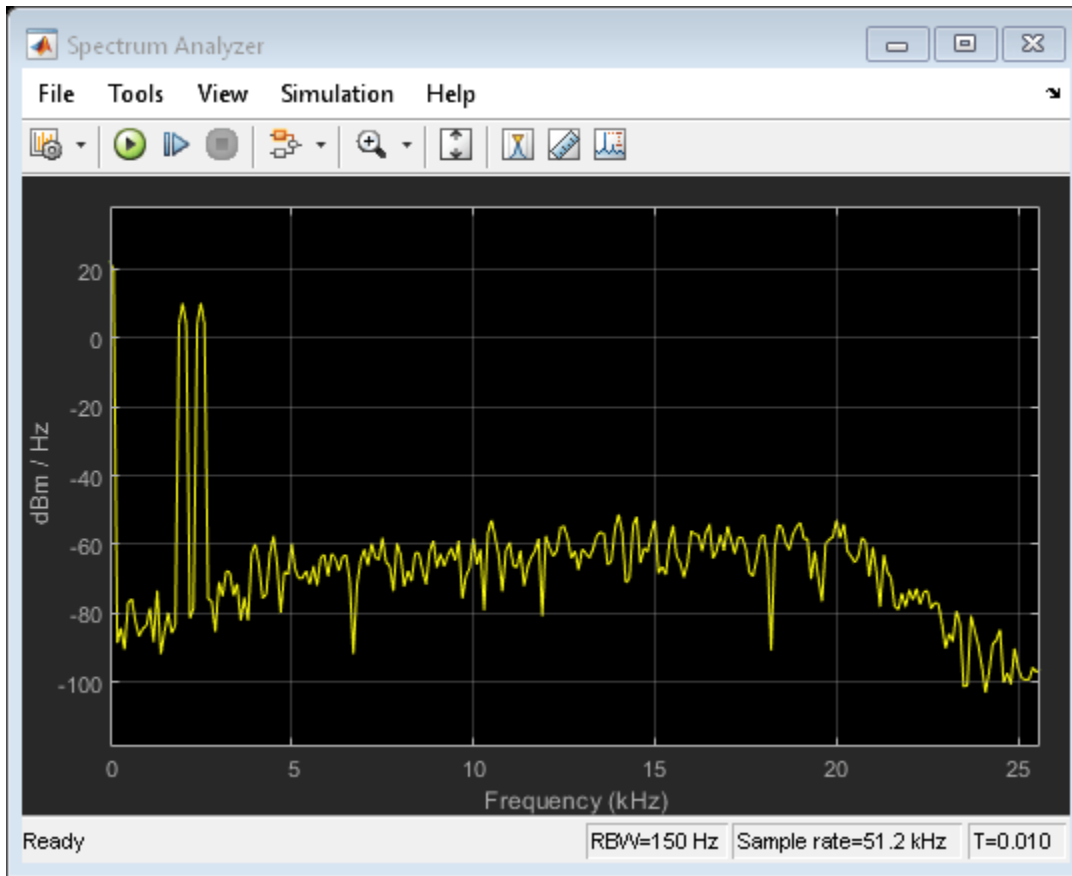 Spectrum Analyzer
File Tools View Simulation Help
20
0
-20
-40
-60
-80
-100
dBm / Hz
0 5 10 15 20 25
Frequency (kHz)
Ready RBW=150 Hz Sample rate=51.2 kHz T=0.010